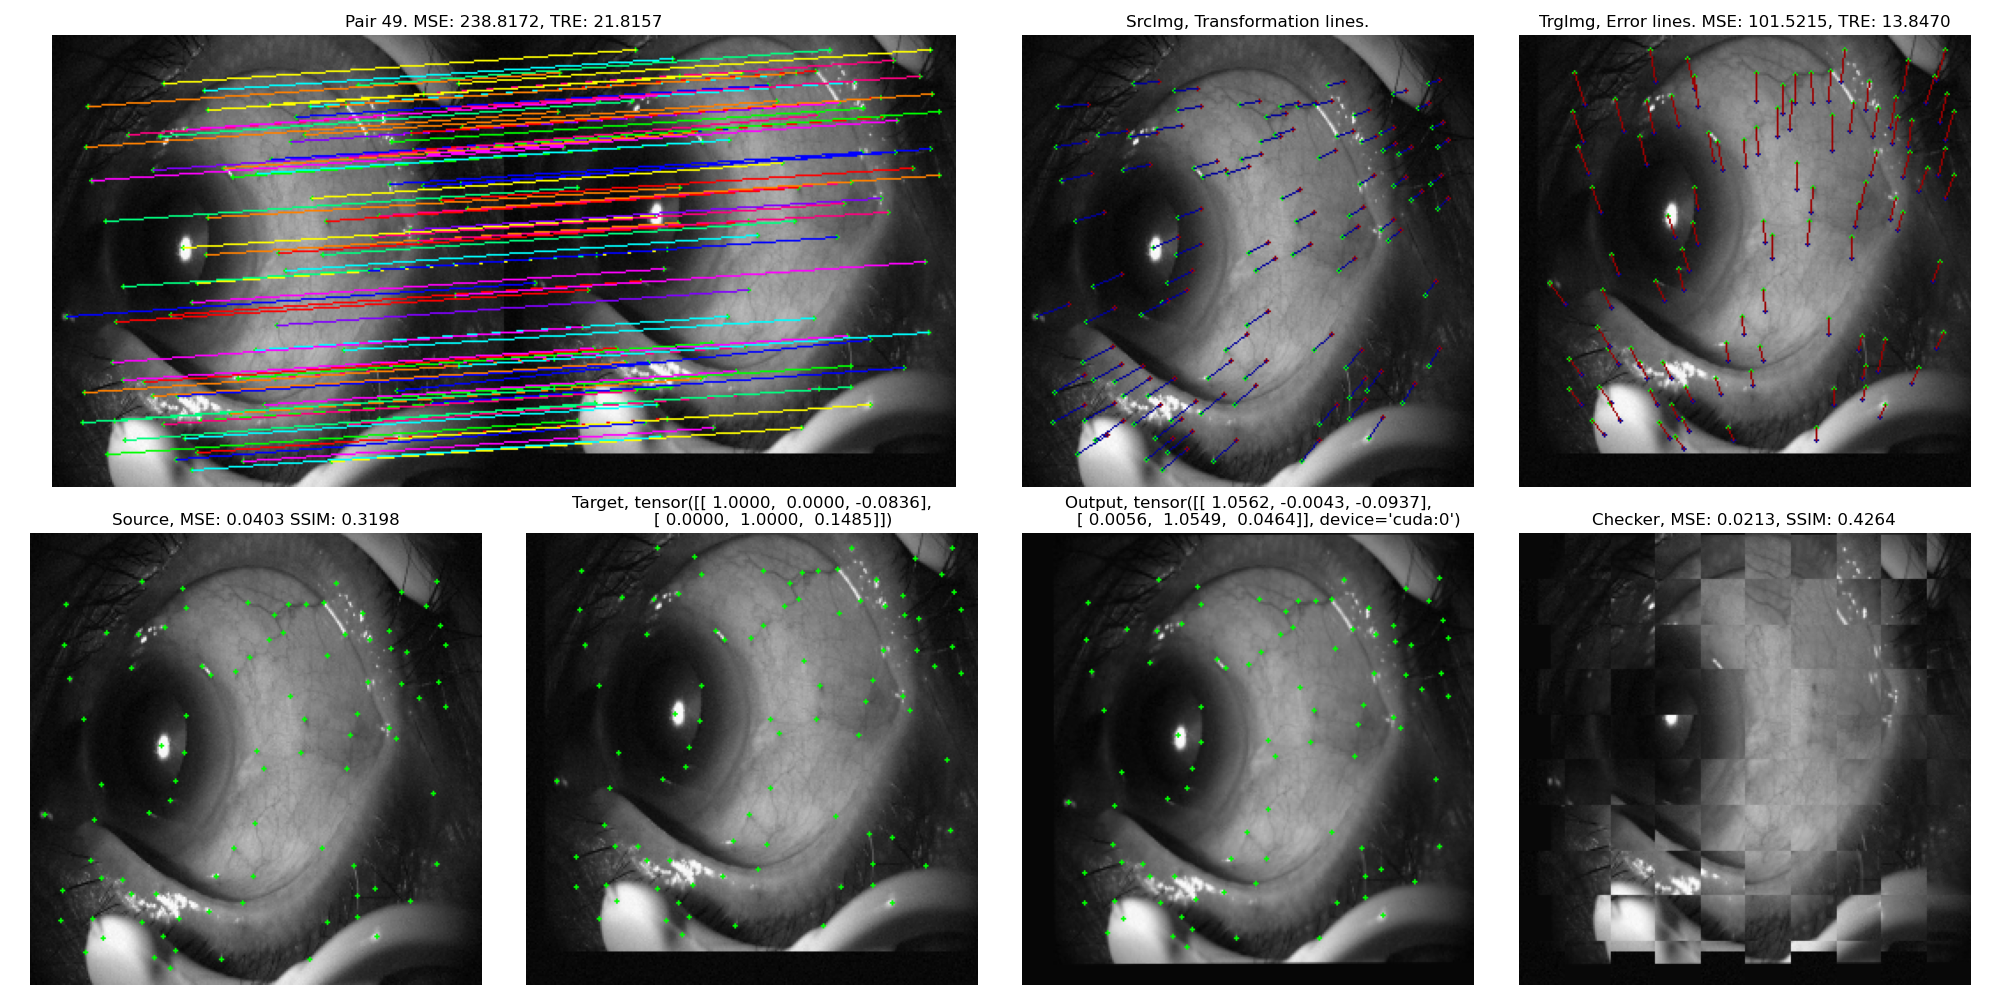 Pair 49. MSE: 238.8172, TRE: 21.8157
SrcImg, Transformation lines.
TrgImg, Error lines. MSE: 101.5215, TRE: 13.8470
Source, MSE: 0.0403 SSIM: 0.3198
Target, tensor([[ 1.0000, 0.0000, -0.0836],
[ 0.0000, 1.0000, 0.1485]])
Output, tensor([[ 1.0562, -0.0043, -0.0937],
[ 0.0056, 1.0549, 0.0464]], device='cuda:0')
Checker, MSE: 0.0213, SSIM: 0.4264